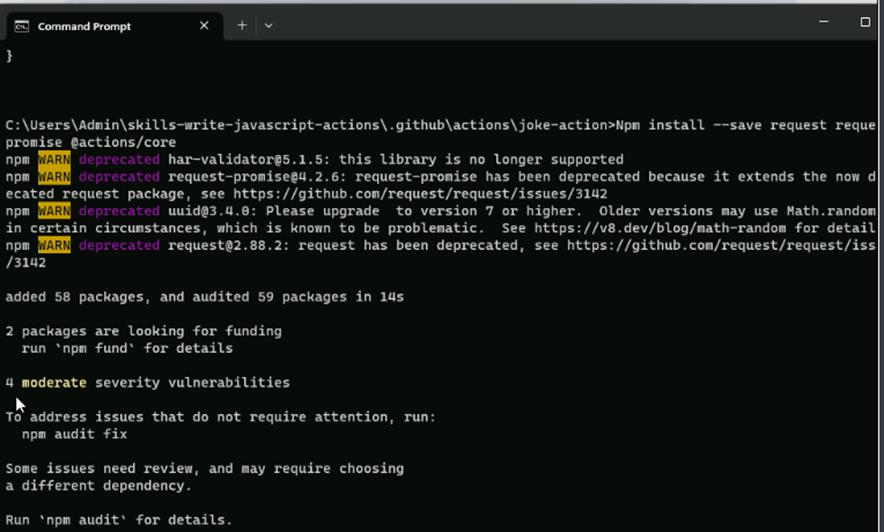 Command Prompt
}
C:\Users\Admin\skills-write-javascript-actions\.github\actions\joke-action>Npm install --save request reque
promise @actions/core
npm WARN deprecated har-validator@5.1.5: this library is no longer supported
npm WARN deprecated request-promise@4.2.6: request-promise has been deprecated because it extends the now d
ecated request package, see https://github.com/request/request/issues/3142
npm WARN deprecated uuid@3.4.0: Please upgrade  to version 7 or higher.  Older versions may use Math.random
in certain circumstances, which is known to be problematic.  See https://v8.dev/blog/math-random for detail
npm WARN deprecated request@2.88.2: request has been deprecated, see https://github.com/request/request/iss
/3142
added 58 packages, and audited 59 packages in 14s
2 packages are looking for funding
  run `npm fund` for details
4 moderate severity vulnerabilities
To address issues that do not require attention, run:
  npm audit fix
Some issues need review, and may require choosing
a different dependency.
Run `npm audit` for details.